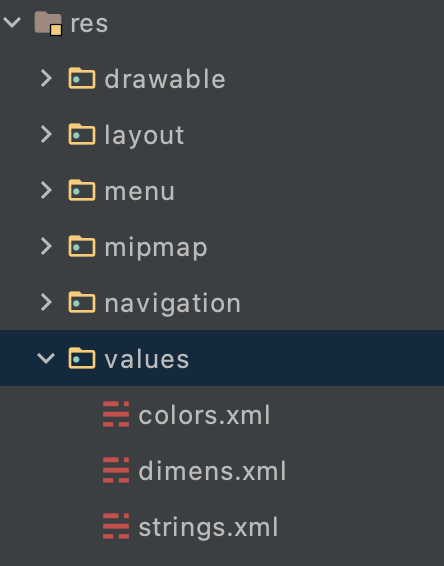 res
drawable
layout
menu
mipmap
navigation
values
colors.xml
dimens.xml
strings.xml